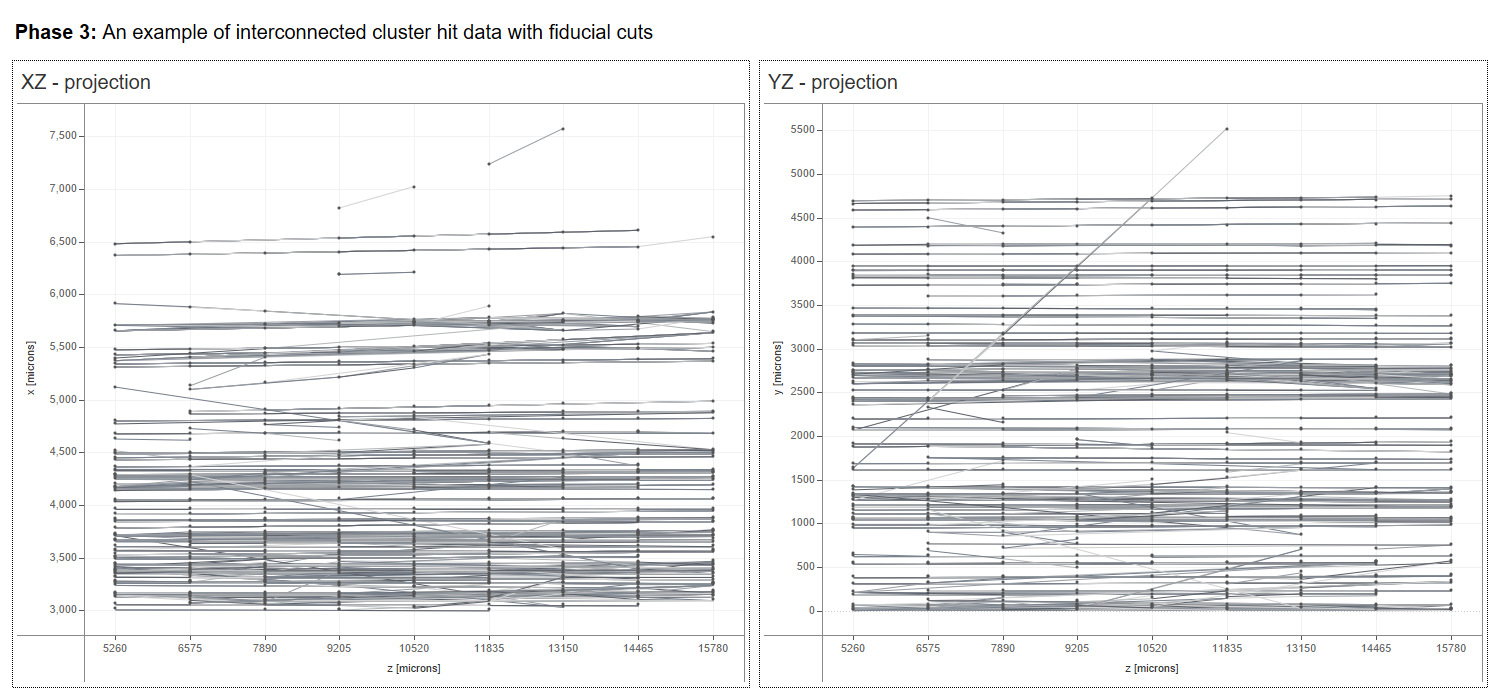 Phase 3: An example of interconnected cluster hit data with fiducial cuts
XZ - projection
7,500
7,000
6,500
6,000
5,500
5,000
4,500
4,000
3,500
3,000
x [microns]
5260 6575 7890 9205 10520 11835 13150 14465 15780
z [microns]
YZ - projection
5500
5000
4500
4000
3500
3000
2500
2000
1500
1000
500
0
y [microns]
5260 6575 7890 9205 10520 11835 13150 14465 15780
z [microns]